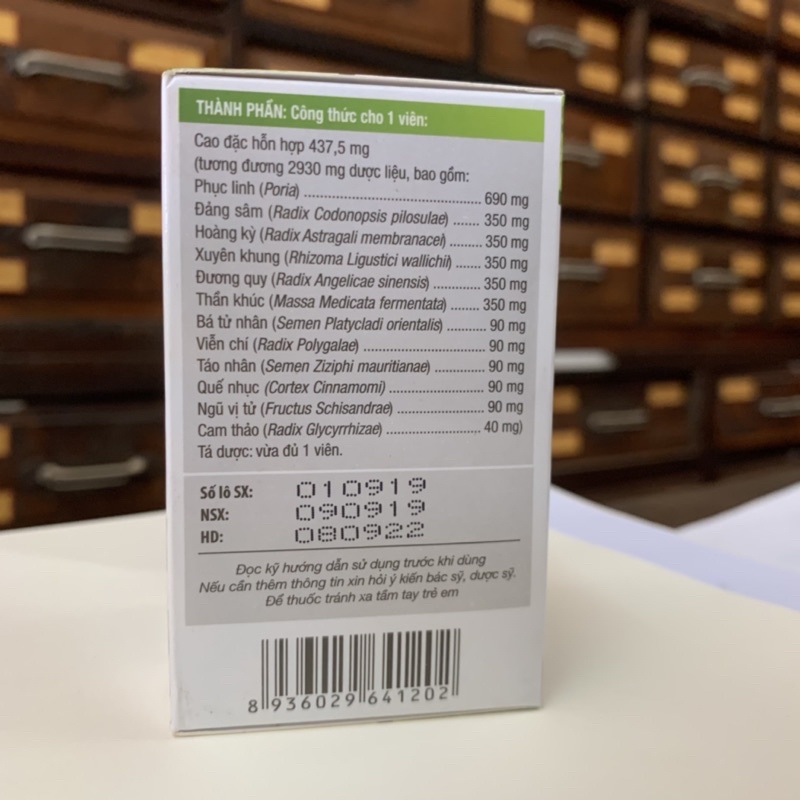 THÀNH PHẦN: Công thức cho 1 viên:
Cao đặc hỗn hợp 437,5 mg
(tương đương 2930 mg dược liệu, bao gồm:
Phục linh (Poria) ........ 690 mg
Đảng sâm (Radix Codonopsis pilosulae) ....... 350 mg
Hoàng kỳ (Radix Astragali membranacei) ......... 350 mg
Xuyên khung (Rhizoma Ligustici wallichii) ....... 350 mg
Đương quy (Radix Angelicae sinensis) ............ 350 mg
Thần khúc (Massa Medicata fermentata) ........ 350 mg
Bá tử nhân (Semen Platycladi orientalis) .......... 90 mg
Viễn chí (Radix Polygalae) ................................ 90 mg
Táo nhân (Semen Ziziphi mauritianae) ............. 90 mg
Quế nhục (Cortex Cinnamomi) ......................... 90 mg
Ngũ vị tử (Fructus Schisandrae) ....................... 90 mg
Cam thảo (Radix Glycyrrhizae) ......................... 40 mg)
Tá dược: vừa đủ 1 viên.
Số lô SX: 010919
NSX: 090919
HD: 080922
Đọc kỹ hướng dẫn sử dụng trước khi dùng
Nếu cần thêm thông tin xin hỏi ý kiến bác sỹ, dược sỹ.
Để thuốc tránh xa tầm tay trẻ em
8 936029 641202